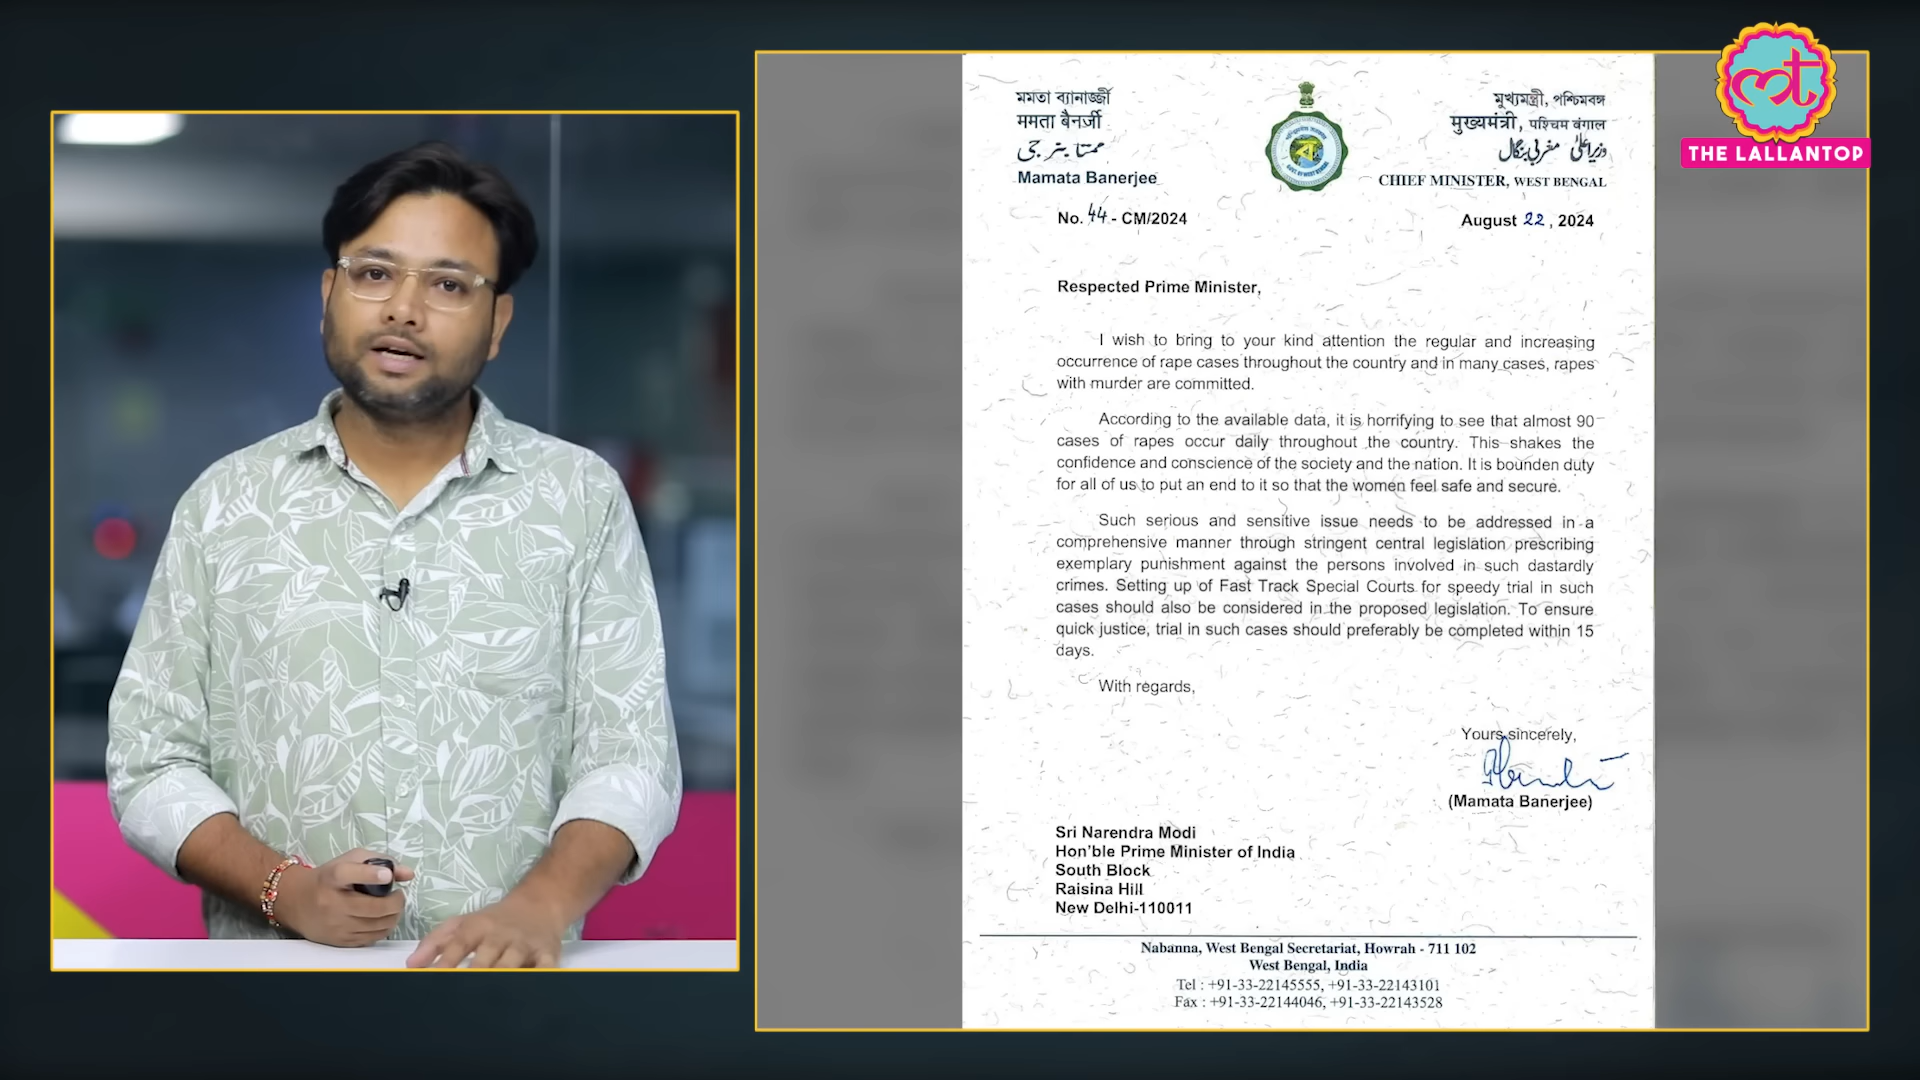 THE LALLANTOP
মমতা ব্যানার্জ্জী
ममता बैनर्जी
ممتا بنرجی
Mamata Banerjee
মুখ্যমন্ত্রী, পশ্চিমবঙ্গ
मुख्यमंत्री, पश्चिम बंगाल
وزیراعلیٰ مغربی بنگال
CHIEF MINISTER, WEST BENGAL
No. 44 - CM/2024
August 22, 2024
Respected Prime Minister,
I wish to bring to your kind attention the regular and increasing
occurrence of rape cases throughout the country and in many cases, rapes
with murder are committed.
According to the available data, it is horrifying to see that almost 90
cases of rapes occur daily throughout the country. This shakes the
confidence and conscience of the society and the nation. It is bounden duty
for all of us to put an end to it so that the women feel safe and secure.
Such serious and sensitive issue needs to be addressed in a
comprehensive manner through stringent central legislation prescribing
exemplary punishment against the persons involved in such dastardly
crimes. Setting up of Fast Track Special Courts for speedy trial in such
cases should also be considered in the proposed legislation. To ensure
quick justice, trial in such cases should preferably be completed within 15
days.
With regards,
Yours sincerely,
(Mamata Banerjee)
Sri Narendra Modi
Hon'ble Prime Minister of India
South Block
Raisina Hill
New Delhi-110011
Nabanna, West Bengal Secretariat, Howrah - 711 102
West Bengal, India
Tel : +91-33-22145555, +91-33-22143101
Fax : +91-33-22144046, +91-33-22143528